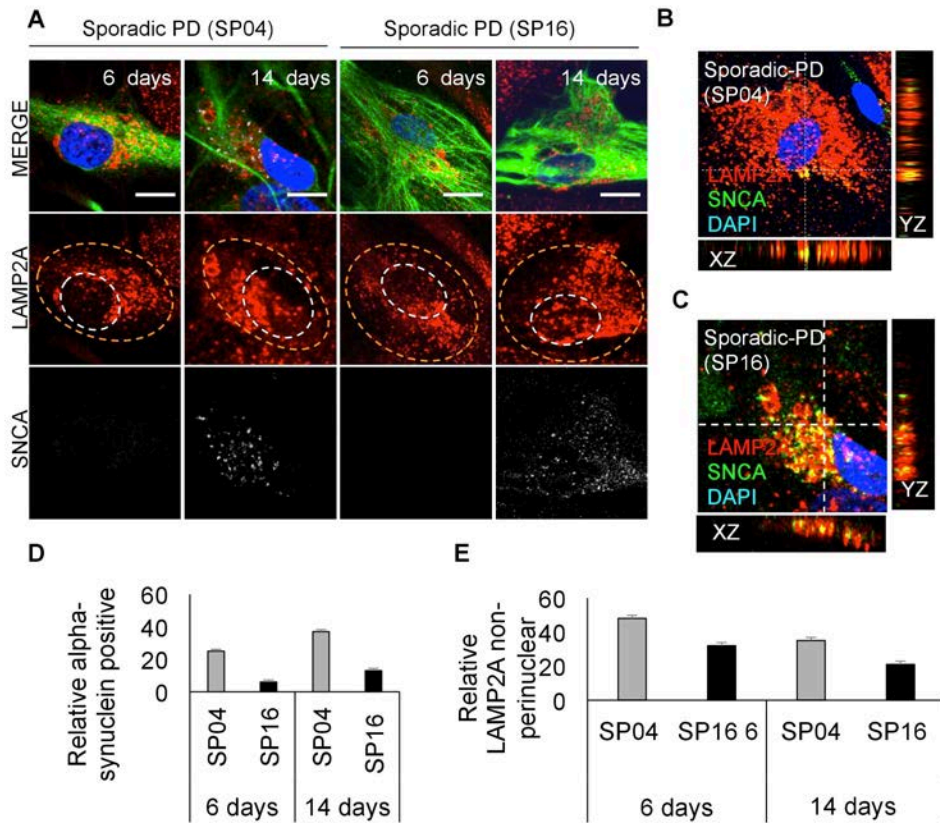 A
Sporadic PD (SP04)
Sporadic PD (SP16)
6 days
14 days
6 days
14 days
MERGE
LAMP2A
SNCA
B
Sporadic-PD
(SP04)
LAMP2A
SNCA
DAPI
YZ
XZ
C
Sporadic-PD
(SP16)
LAMP2
SNCA
DAPI
YZ
XZ
D
Relative alpha-
synuclein positive
60
40
20
0
SP04
SP16
SP04
SP16
6 days
14 days
E
Relative
LAMP2A non-
perinuclear
60
40
20
0
SP04
SP16 6
SP04
SP16
6 days
14 days